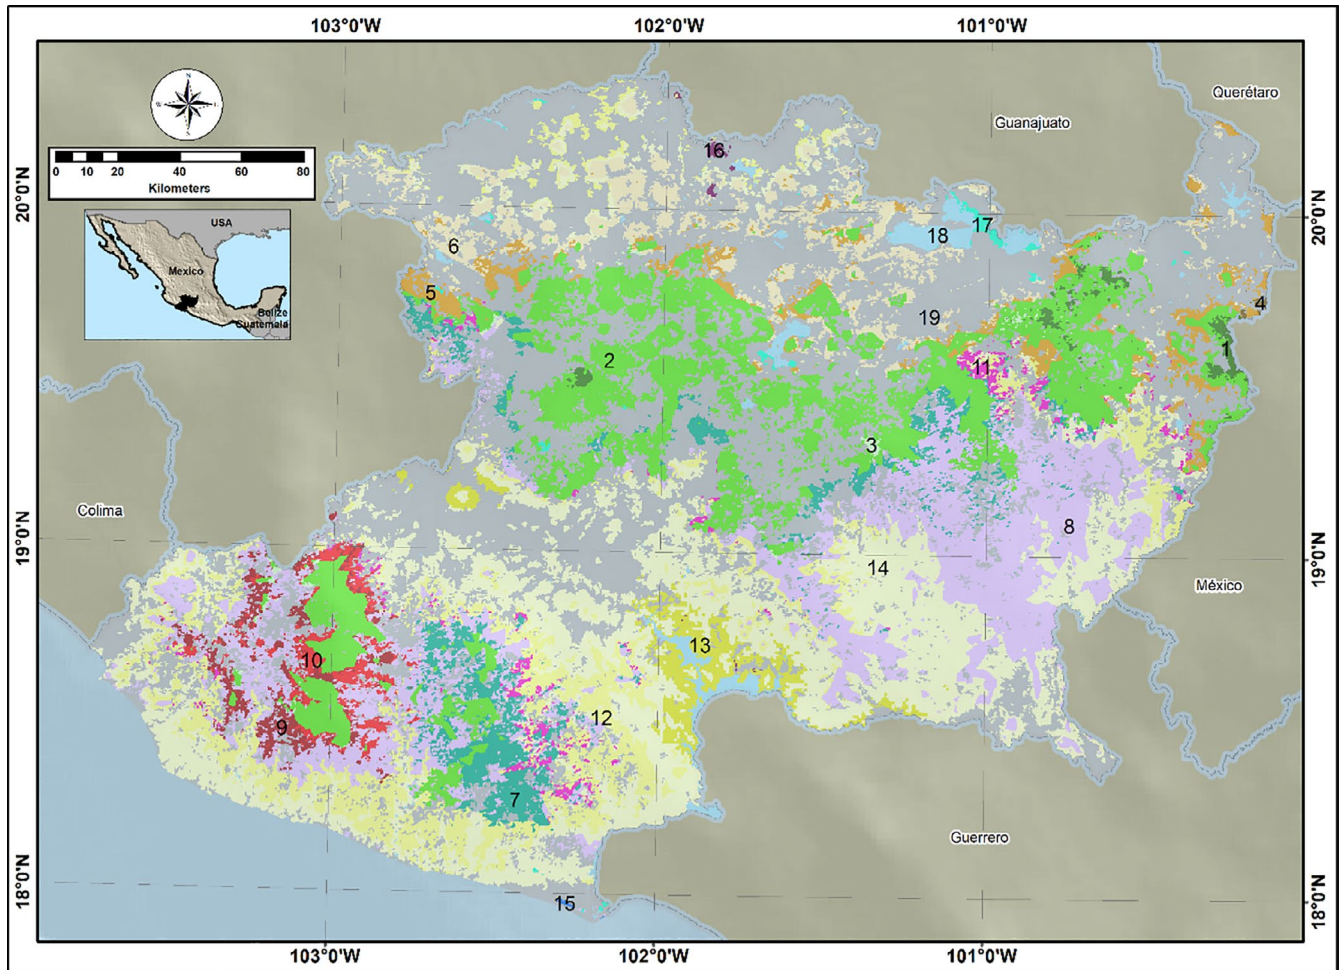 103°0'W 102°0'W 101°0'W
N
W E
S
Querétaro
Guanajuato
16
0 10 20 40 60 80
Kilometers
20°0'N
20°0'N
USA
17
18
6
Mexico
5
4
Belize
Guatemala
19
1
2
11
3
Colima
19°0'N
8
19°0'N
14
México
13
10
12
9
7
Guerrero
18°0'N
15
18°0'N
103°0'W 102°0'W 101°0'W